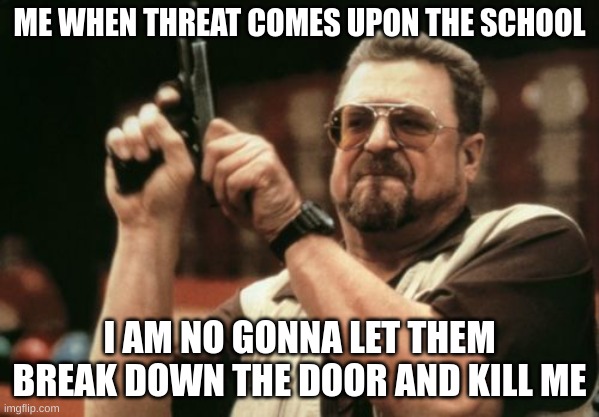 ME WHEN THREAT COMES UPON THE SCHOOL
I AM NO GONNA LET THEM
BREAK DOWN THE DOOR AND KILL ME
imgflip.com